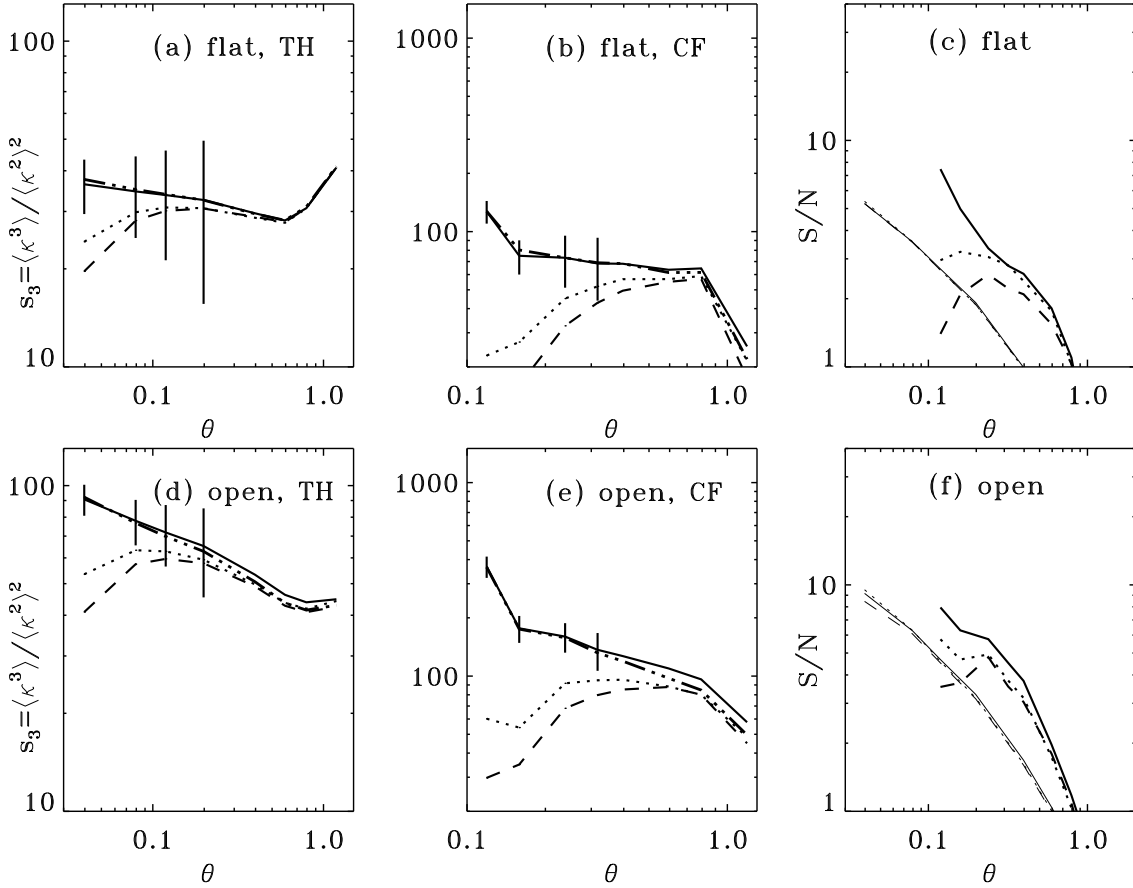 (a) flat, TH
100
10
s₃=⟨κ³⟩/⟨κ²⟩²
0.1
1.0
θ
(b) flat, CF
1000
100
0.1
1.0
θ
(c) flat
10
1
S/N
0.1
1.0
θ
(d) open, TH
100
10
s₃=⟨κ³⟩/⟨κ²⟩²
0.1
1.0
θ
(e) open, CF
1000
100
0.1
1.0
θ
(f) open
10
1
S/N
0.1
1.0
θ